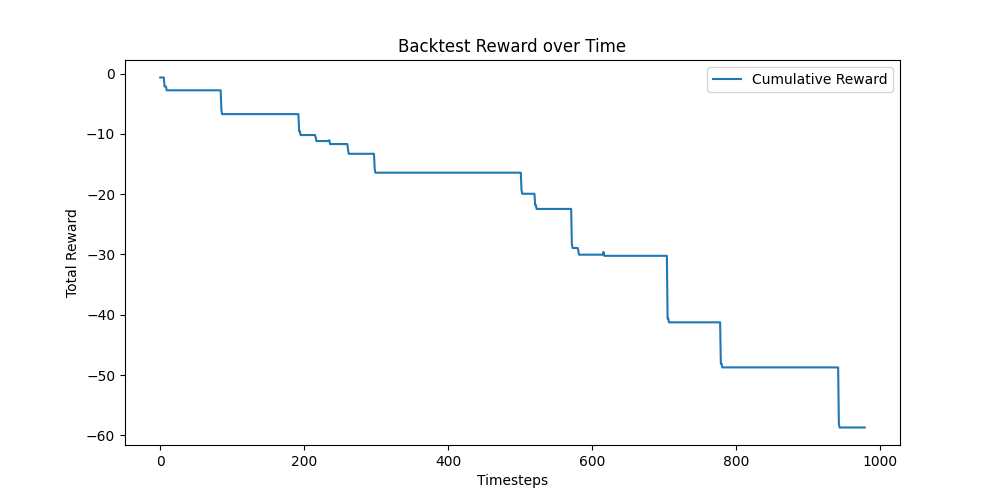 Backtest Reward over Time
Cumulative Reward
Total Reward
0
−10
−20
−30
−40
−50
−60
0 200 400 600 800 1000
Timesteps